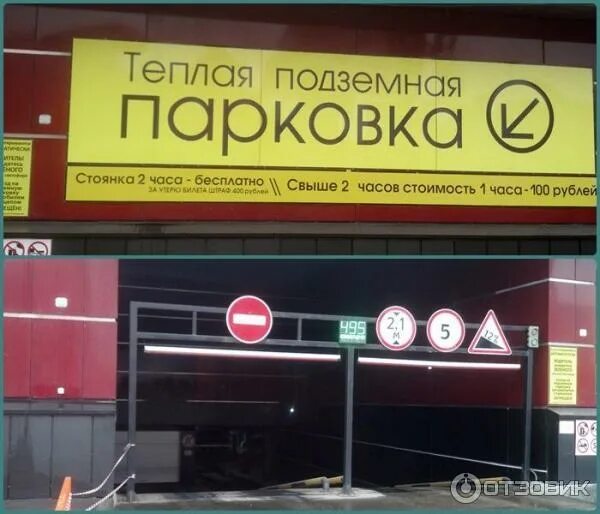 Теплая подземная
парковка
Стоянка 2 часа - бесплатно \\ Свыше 2 часов стоимость 1 часа - 100 рублей
ЗА УТЕРЮ БИЛЕТА ШТРАФ 400 рублей
495
2,1
м
5
12%
ОТЗОВИК